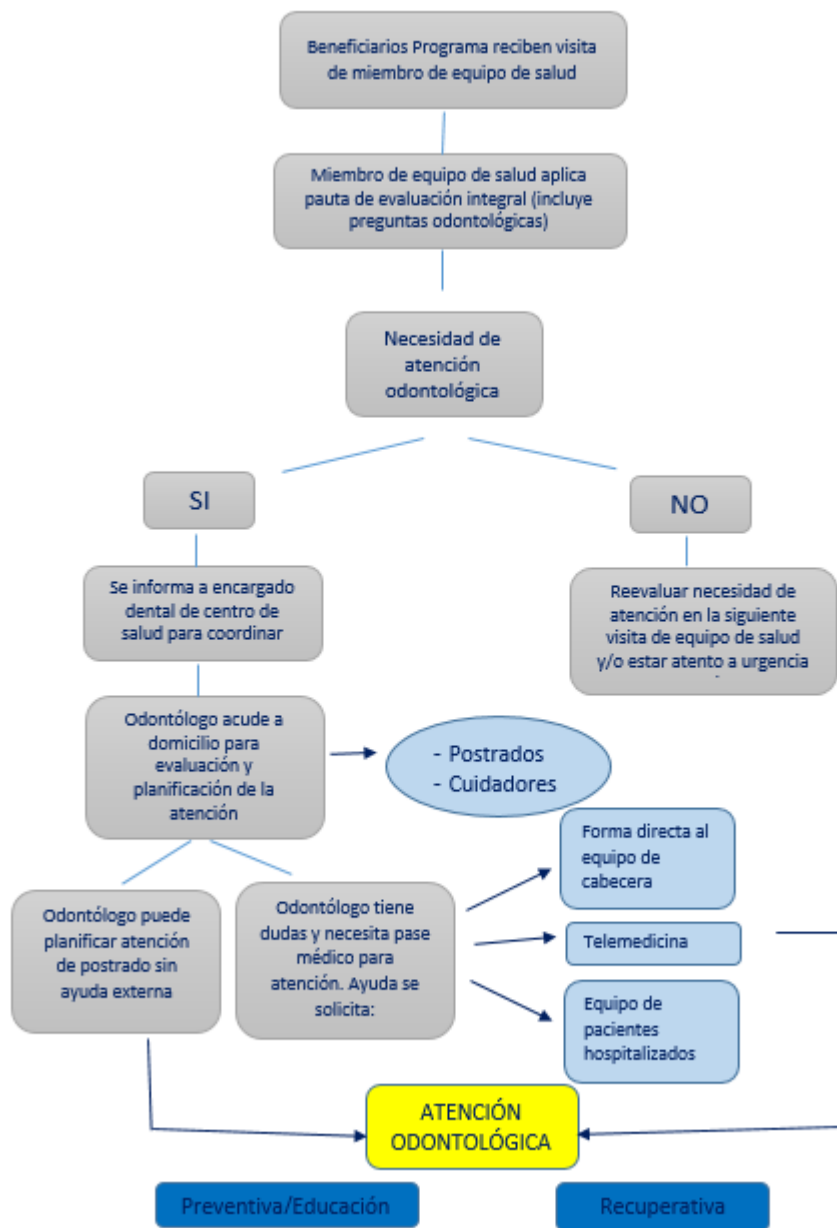 Beneficiarios Programa reciben visita
de miembro de equipo de salud
Miembro de equipo de salud aplica
pauta de evaluación integral (incluye
preguntas odontológicas)
Necesidad de
atención
odontológica
SI
NO
Se informa a encargado
dental de centro de
salud para coordinar
Reevaluar necesidad de
atención en la siguiente
visita de equipo de salud
y/o estar atento a urgencia
Odontólogo acude a
domicilio para
evaluación y
planificación de la
atención
- Postrados
- Cuidadores
Odontólogo puede
planificar atención
de postrado sin
ayuda externa
Odontólogo tiene
dudas y necesita pase
médico para
atención. Ayuda se
solicita:
Forma directa al
equipo de
cabecera
Telemedicina
Equipo de
pacientes
hospitalizados
ATENCIÓN
ODONTOLÓGICA
Preventiva/Educación
Recuperativa